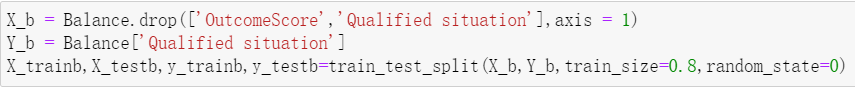 X_b = Balance.drop(['OutcomeScore','Qualified situation'],axis = 1)
Y_b = Balance['Qualified situation']
X_trainb,X_testb,y_trainb,y_testb=train_test_split(X_b,Y_b,train_size=0.8,random_state=0)